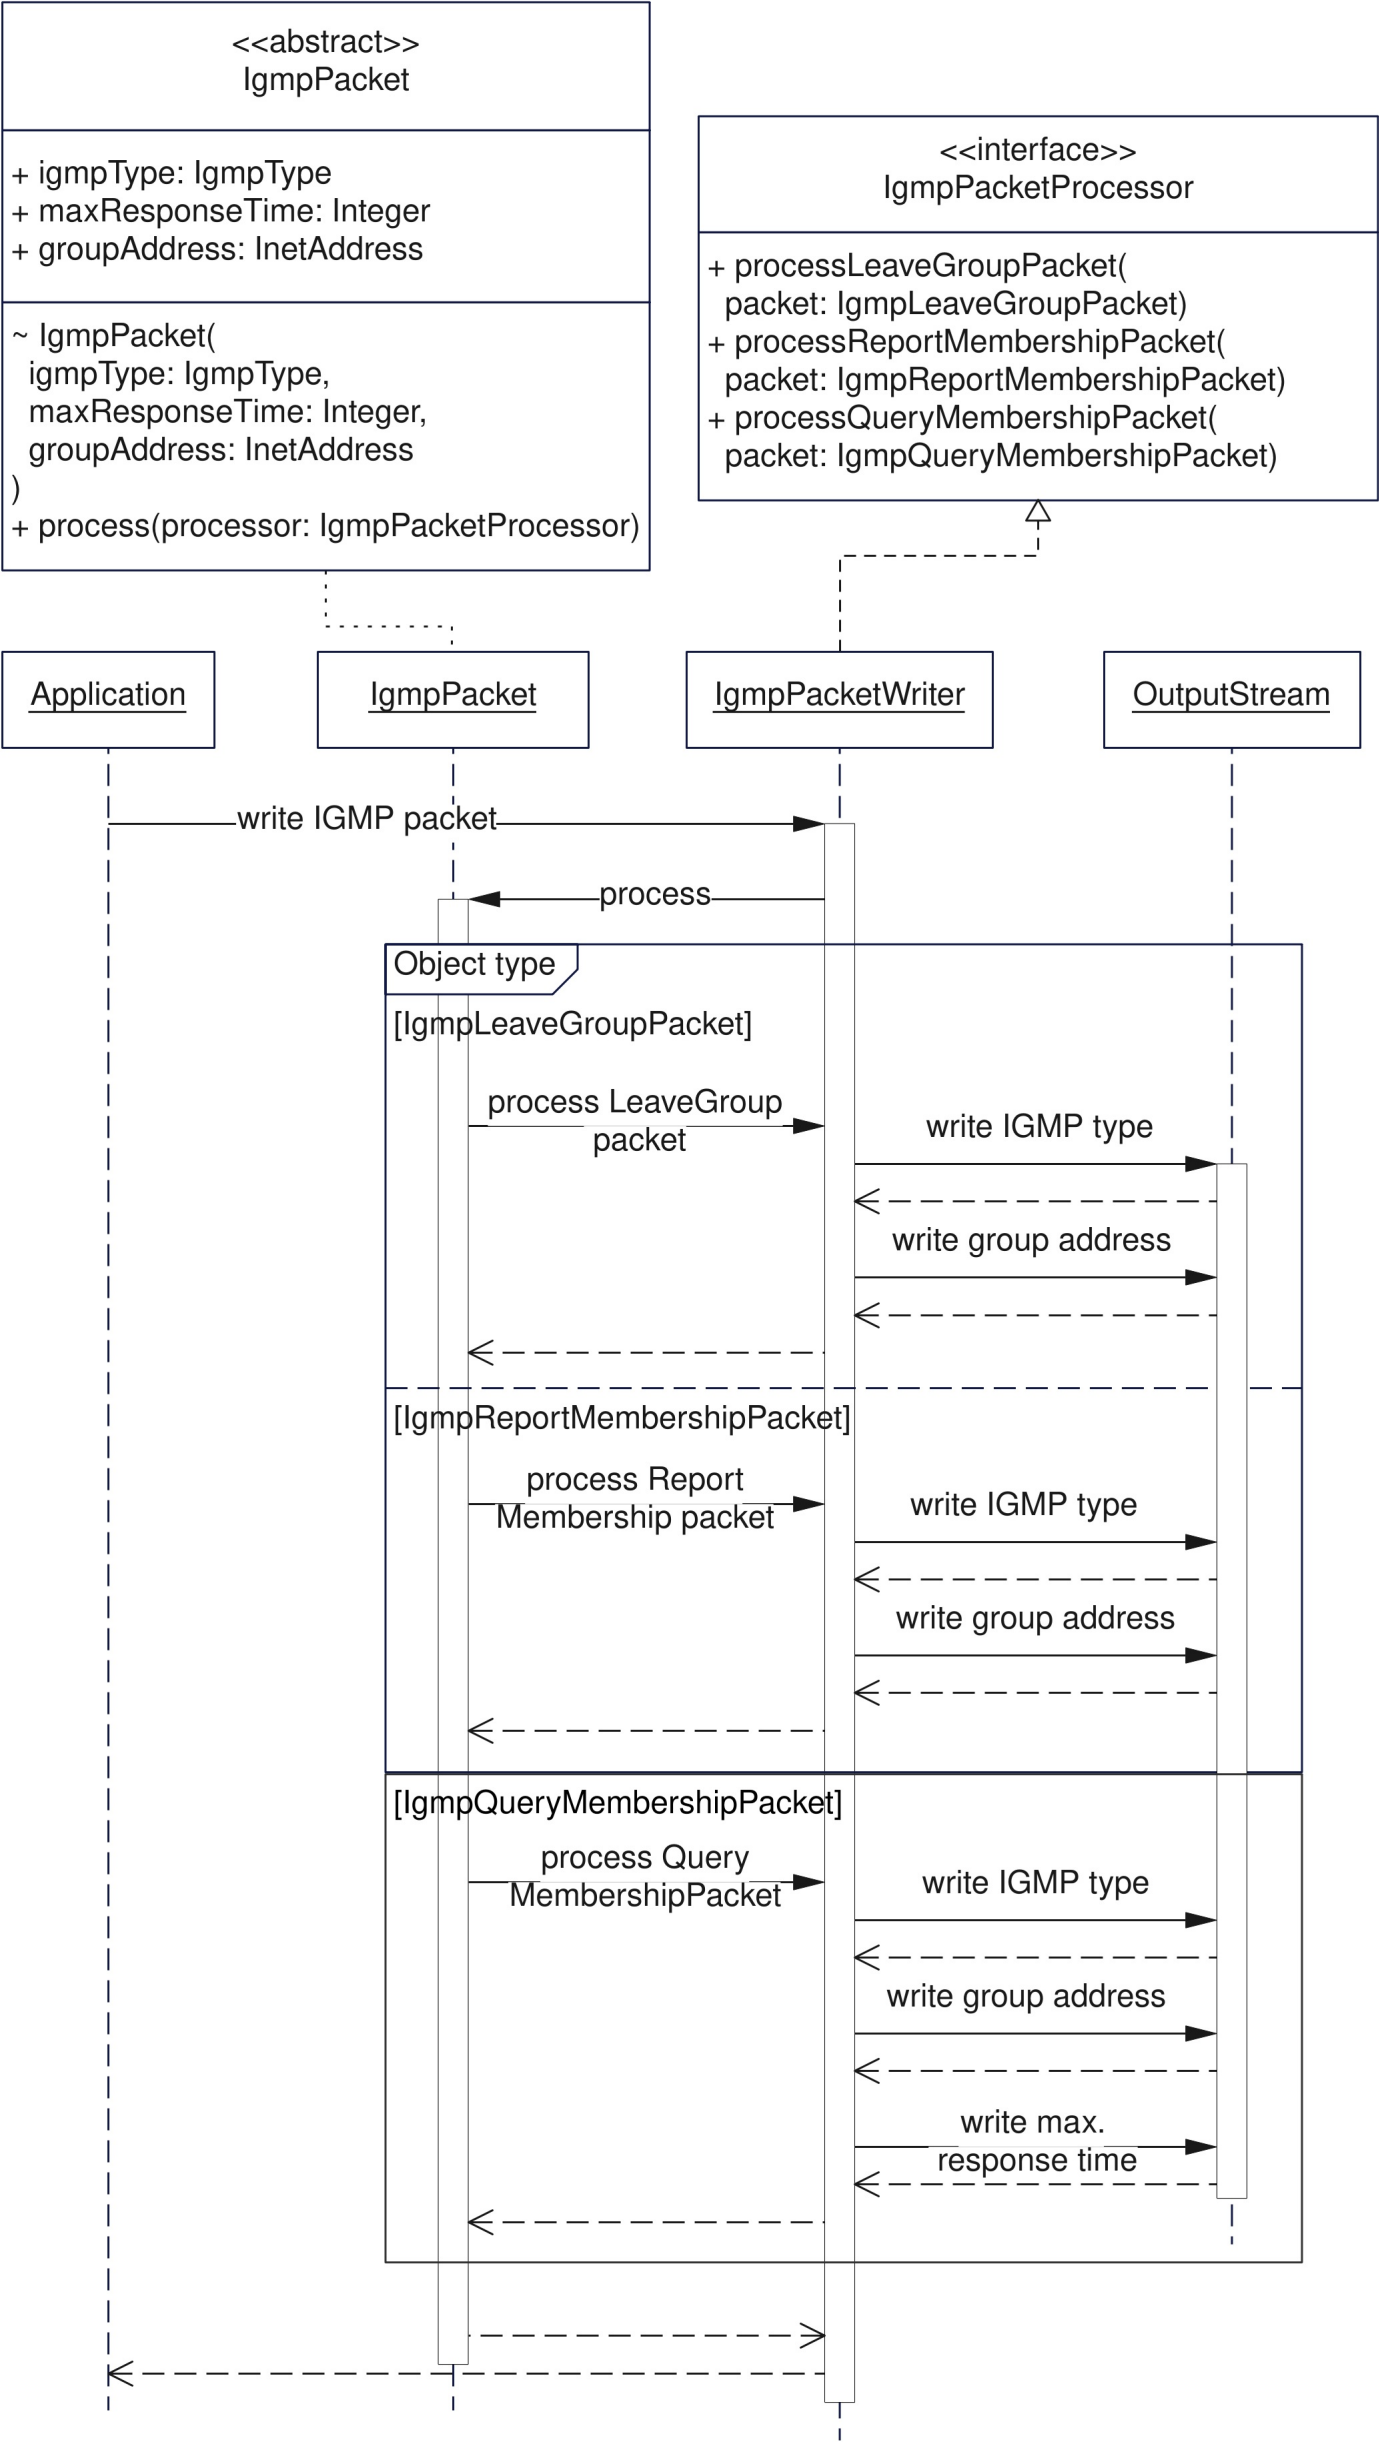 <<abstract>>
IgmpPacket
+ igmpType: IgmpType
+ maxResponseTime: Integer
+ groupAddress: InetAddress
~ IgmpPacket(
igmpType: IgmpType,
maxResponseTime: Integer,
groupAddress: InetAddress
)
+ process(processor: IgmpPacketProcessor)
<<interface>>
IgmpPacketProcessor
+ processLeaveGroupPacket(
packet: IgmpLeaveGroupPacket)
+ processReportMembershipPacket(
packet: IgmpReportMembershipPacket)
+ processQueryMembershipPacket(
packet: IgmpQueryMembershipPacket)
Application
IgmpPacket
IgmpPacketWriter
OutputStream
write IGMP packet
process
Object type
[IgmpLeaveGroupPacket]
process LeaveGroup
packet
write IGMP type
write group address
[IgmpReportMembershipPacket]
process Report
Membership packet
write IGMP type
write group address
[IgmpQueryMembershipPacket]
process Query
MembershipPacket
write IGMP type
write group address
write max.
response time